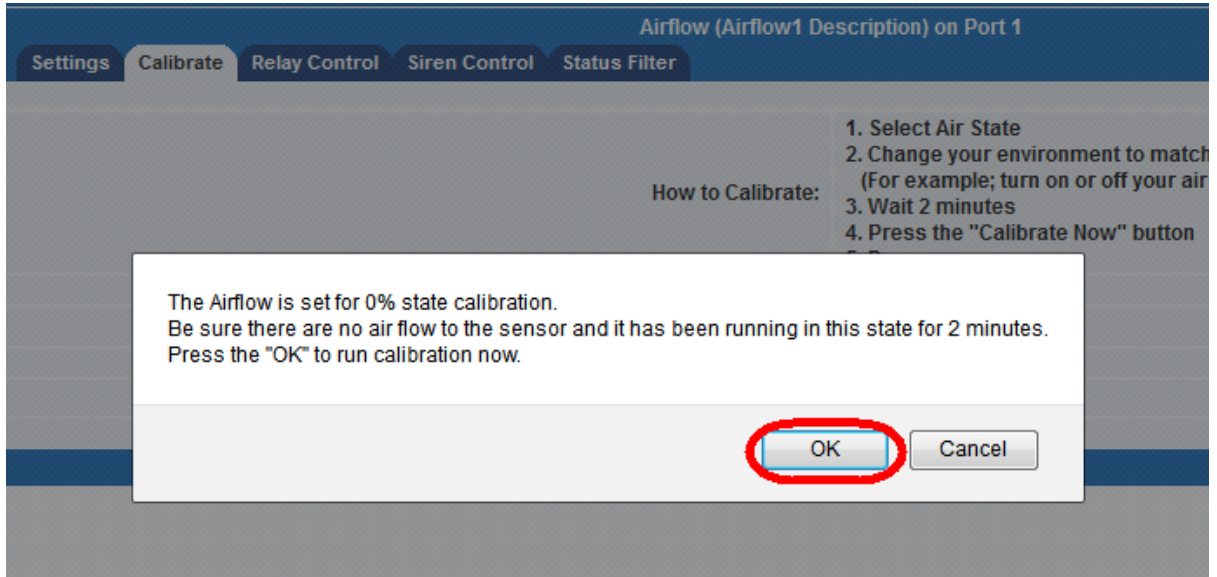 Airflow (Airflow1 Description) on Port 1
Settings Calibrate Relay Control Siren Control Status Filter
1. Select Air State
2. Change your environment to match
How to Calibrate:
(For example; turn on or off your air
3. Wait 2 minutes
4. Press the "Calibrate Now" button
The Airflow is set for 0% state calibration.
Be sure there are no air flow to the sensor and it has been running in this state for 2 minutes.
Press the "OK" to run calibration now.
OK Cancel